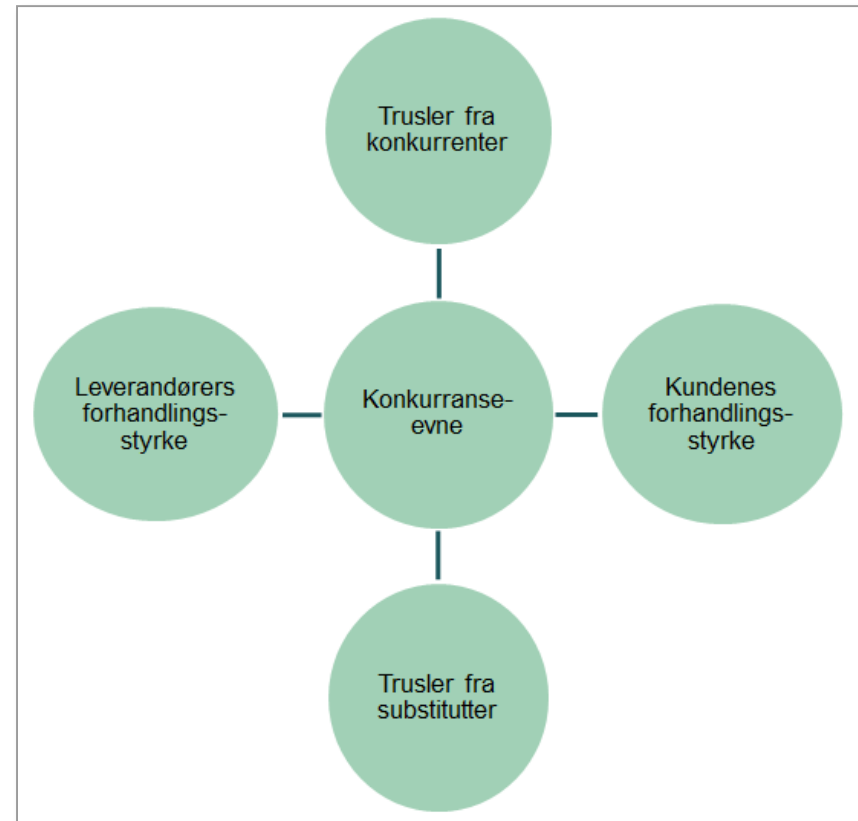 Trusler fra
konkurrenter
Leverandørers
forhandlings-
styrke
Konkurranse-
evne
Kundenes
forhandlings-
styrke
Trusler fra
substitutter